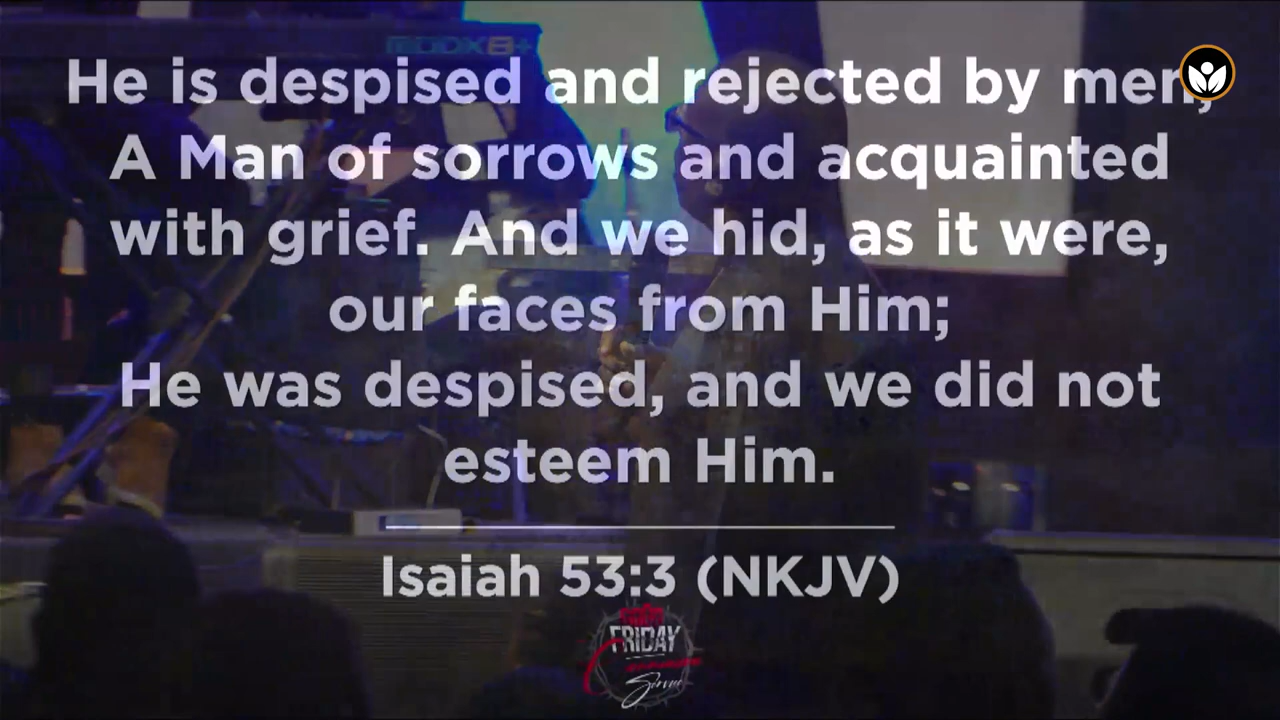 MODX8+
He is despised and rejected by men,
A Man of sorrows and acquainted
with grief. And we hid, as it were,
our faces from Him;
He was despised, and we did not
esteem Him.
Isaiah 53:3 (NKJV)
FRIDAY